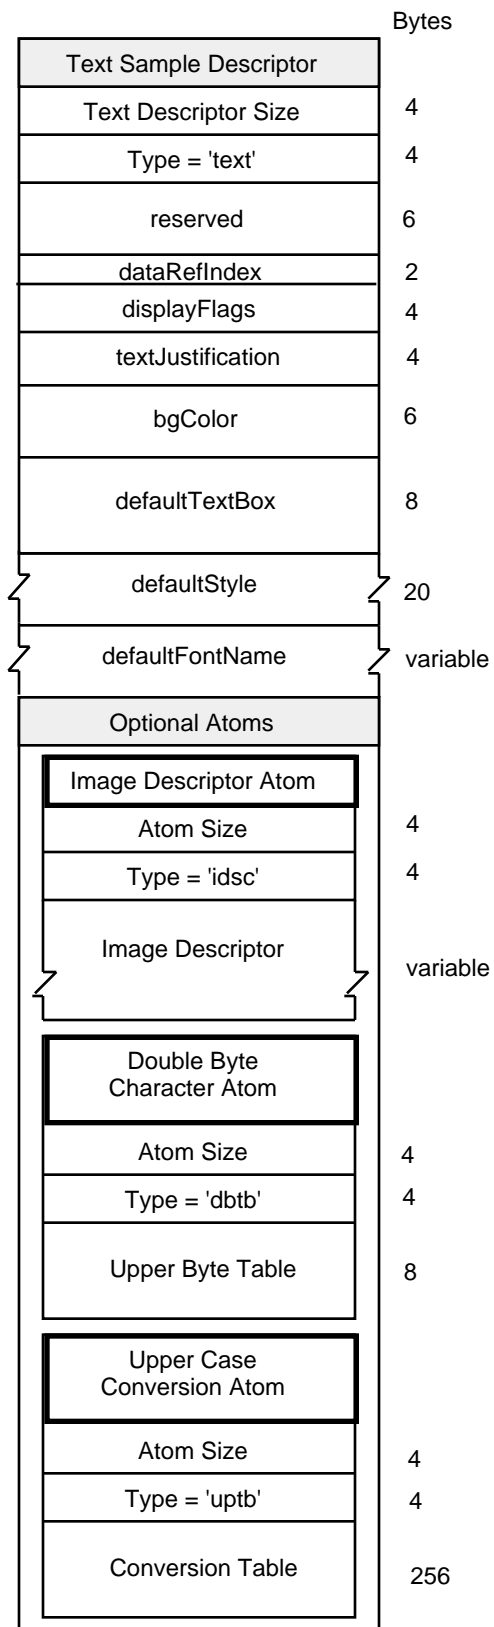 Bytes
Text Sample Descriptor
Text Descriptor Size 4
Type = 'text' 4
reserved 6
dataRefIndex 2
displayFlags 4
textJustification 4
bgColor 6
defaultTextBox 8
defaultStyle 20
defaultFontName variable
Optional Atoms
Image Descriptor Atom
Atom Size 4
Type = 'idsc' 4
Image Descriptor variable
Double Byte
Character Atom
Atom Size 4
Type = 'dbtb' 4
Upper Byte Table 8
Upper Case
Conversion Atom
Atom Size 4
Type = 'uptb' 4
Conversion Table 256